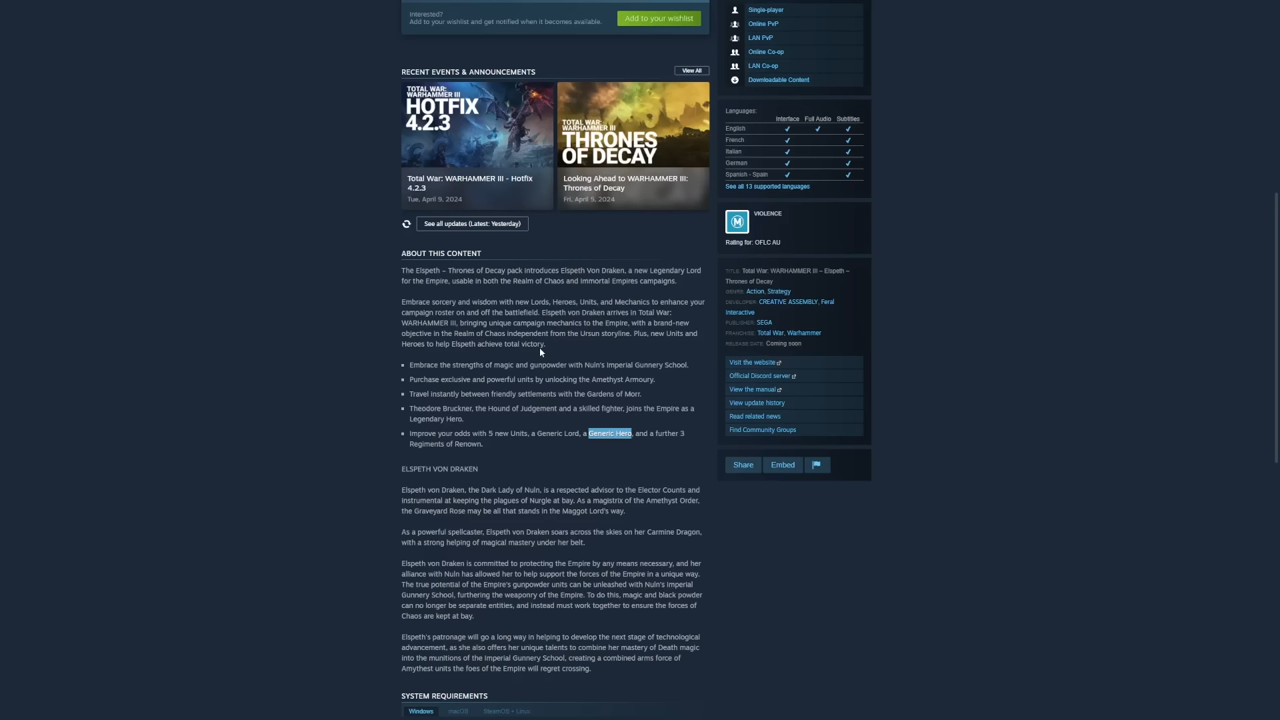 Interested?
Add to your wishlist and get notified when it becomes available.
Add to your wishlist
RECENT EVENTS & ANNOUNCEMENTS
View All
TOTAL WAR:
WARHAMMER III
HOTFIX
4.2.3
Total War: WARHAMMER III - Hotfix
4.2.3
Tue, April 9, 2024
TOTAL WAR:
WARHAMMER III
THRONES
OF DECAY
Looking Ahead to WARHAMMER III:
Thrones of Decay
Fri, April 5, 2024
See all updates (Latest: Yesterday)
ABOUT THIS CONTENT
The Elspeth – Thrones of Decay pack introduces Elspeth Von Draken, a new Legendary Lord
for the Empire, usable in both the Realm of Chaos and Immortal Empires campaigns.
Embrace sorcery and wisdom with new Lords, Heroes, Units, and Mechanics to enhance your
campaign roster on and off the battlefield. Elspeth von Draken arrives in Total War:
WARHAMMER III, bringing unique campaign mechanics to the Empire, with a brand-new
objective in the Realm of Chaos independent from the Ursun storyline. Plus, new Units and
Heroes to help Elspeth achieve total victory.
Embrace the strengths of magic and gunpowder with Nuln's Imperial Gunnery School.
Purchase exclusive and powerful units by unlocking the Amethyst Armoury.
Travel instantly between friendly settlements with the Gardens of Morr.
Theodore Bruckner, the Hound of Judgement and a skilled fighter, joins the Empire as a
Legendary Hero.
Improve your odds with 5 new Units, a Generic Lord, a Generic Hero, and a further 3
Regiments of Renown.
ELSPETH VON DRAKEN
Elspeth von Draken, the Dark Lady of Nuln, is a respected advisor to the Elector Counts and
instrumental at keeping the plagues of Nurgle at bay. As a magistrix of the Amethyst Order,
the Graveyard Rose may be all that stands in the Maggot Lord's way.
As a powerful spellcaster, Elspeth von Draken soars across the skies on her Carmine Dragon,
with a strong helping of magical mastery under her belt.
Elspeth von Draken is committed to protecting the Empire by any means necessary, and her
alliance with Nuln has allowed her to help support the forces of the Empire in a unique way.
The true potential of the Empire's gunpowder units can be unleashed with Nuln's Imperial
Gunnery School, furthering the weaponry of the Empire. To do this, magic and black powder
can no longer be separate entities, and instead must work together to ensure the forces of
Chaos are kept at bay.
Elspeth's patronage will go a long way in helping to develop the next stage of technological
advancement, as she also offers her unique talents to combine her mastery of Death magic
into the munitions of the Imperial Gunnery School, creating a combined arms force of
Amythest units the foes of the Empire will regret crossing.
SYSTEM REQUIREMENTS
Windows
macOS
SteamOS + Linux
Single-player
Online PvP
LAN PvP
Online Co-op
LAN Co-op
Downloadable Content
Languages:
Interface Full Audio Subtitles
English ✔ ✔ ✔
French ✔ ✔
Italian ✔ ✔
German ✔ ✔
Spanish - Spain ✔ ✔
See all 13 supported languages
M
VIOLENCE
Rating for: OFLC AU
TITLE: Total War: WARHAMMER III – Elspeth –
Thrones of Decay
GENRE: Action, Strategy
DEVELOPER: CREATIVE ASSEMBLY, Feral
Interactive
PUBLISHER: SEGA
FRANCHISE: Total War, Warhammer
RELEASE DATE: Coming soon
Visit the website
Official Discord server
View the manual
View update history
Read related news
Find Community Groups
Share
Embed